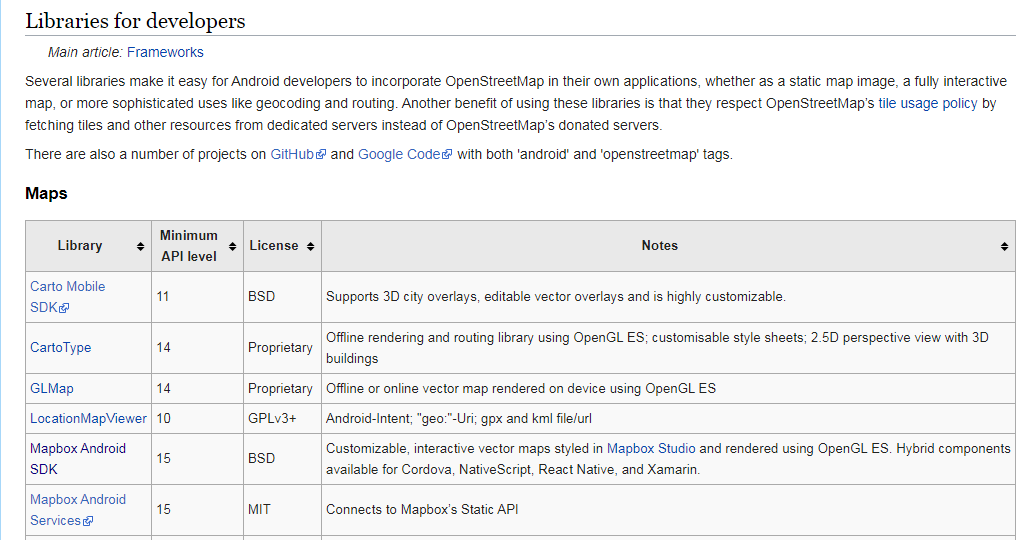 Libraries for developers
Main article: Frameworks
Several libraries make it easy for Android developers to incorporate OpenStreetMap in their own applications, whether as a static map image, a fully interactive
map, or more sophisticated uses like geocoding and routing. Another benefit of using these libraries is that they respect OpenStreetMap's tile usage policy by
fetching tiles and other resources from dedicated servers instead of OpenStreetMap's donated servers.
There are also a number of projects on GitHub and Google Code with both 'android' and 'openstreetmap' tags.
Maps
Library Minimum API level License Notes
Carto Mobile SDK 11 BSD Supports 3D city overlays, editable vector overlays and is highly customizable.
CartoType 14 Proprietary Offline rendering and routing library using OpenGL ES; customisable style sheets; 2.5D perspective view with 3D
buildings
GLMap 14 Proprietary Offline or online vector map rendered on device using OpenGL ES
LocationMapViewer 10 GPLv3+ Android-Intent; "geo:"-Uri; gpx and kml file/url
Mapbox Android SDK 15 BSD Customizable, interactive vector maps styled in Mapbox Studio and rendered using OpenGL ES. Hybrid components
available for Cordova, NativeScript, React Native, and Xamarin.
Mapbox Android Services 15 MIT Connects to Mapbox's Static API